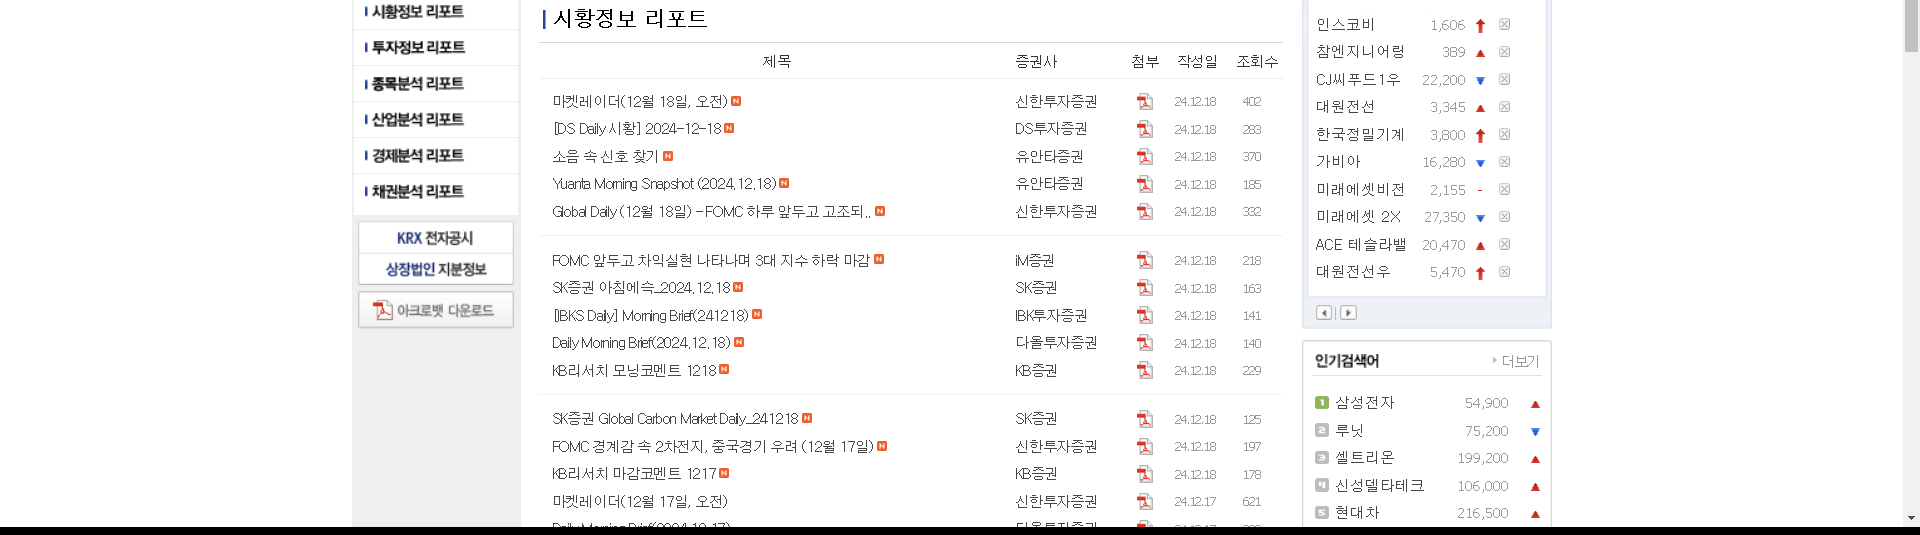 시황정보 리포트
투자정보 리포트
종목분석 리포트
산업분석 리포트
경제분석 리포트
채권분석 리포트
KRX 전자공시
상장법인 지분정보
아크로뱃 다운로드
시황정보 리포트
제목 증권사 첨부 작성일 조회수
마켓레이더(12월 18일, 오전) N 신한투자증권 24.12.18 402
[DS Daily 시황] 2024-12-18 N DS투자증권 24.12.18 283
소음 속 신호 찾기 N 유안타증권 24.12.18 370
Yuanta Morning Snapshot (2024.12.18) N 유안타증권 24.12.18 185
Global Daily (12월 18일) - FOMC 하루 앞두고 고조되.. N 신한투자증권 24.12.18 332
FOMC 앞두고 차익실현 나타나며 3대 지수 하락 마감 N iM증권 24.12.18 218
SK증권 아침에슥_2024.12.18 N SK증권 24.12.18 163
[IBKS Daily] Morning Brief(241218) N IBK투자증권 24.12.18 141
Daily Morning Brief(2024.12.18) N 다올투자증권 24.12.18 140
KB리서치 모닝코멘트 1218 N KB증권 24.12.18 229
SK증권 Global Carbon Market Daily_241218 N SK증권 24.12.18 125
FOMC 경계감 속 2차전지, 중국경기 우려 (12월 17일) N 신한투자증권 24.12.18 197
KB리서치 마감코멘트 1217 N KB증권 24.12.18 178
마켓레이더(12월 17일, 오전) 신한투자증권 24.12.17 621
Daily Morning Brief(2024.12.17) 다올투자증권
인스코비 1,606
참엔지니어링 389
CJ씨푸드1우 22,200
대원전선 3,345
한국정밀기계 3,800
가비아 16,280
미래에셋비전 2,155 -
미래에셋 2X 27,350
ACE 테슬라밸 20,470
대원전선우 5,470
인기검색어 더보기
1 삼성전자 54,900
2 루닛 75,200
3 셀트리온 199,200
4 신성델타테크 106,000
5 현대차 216,500